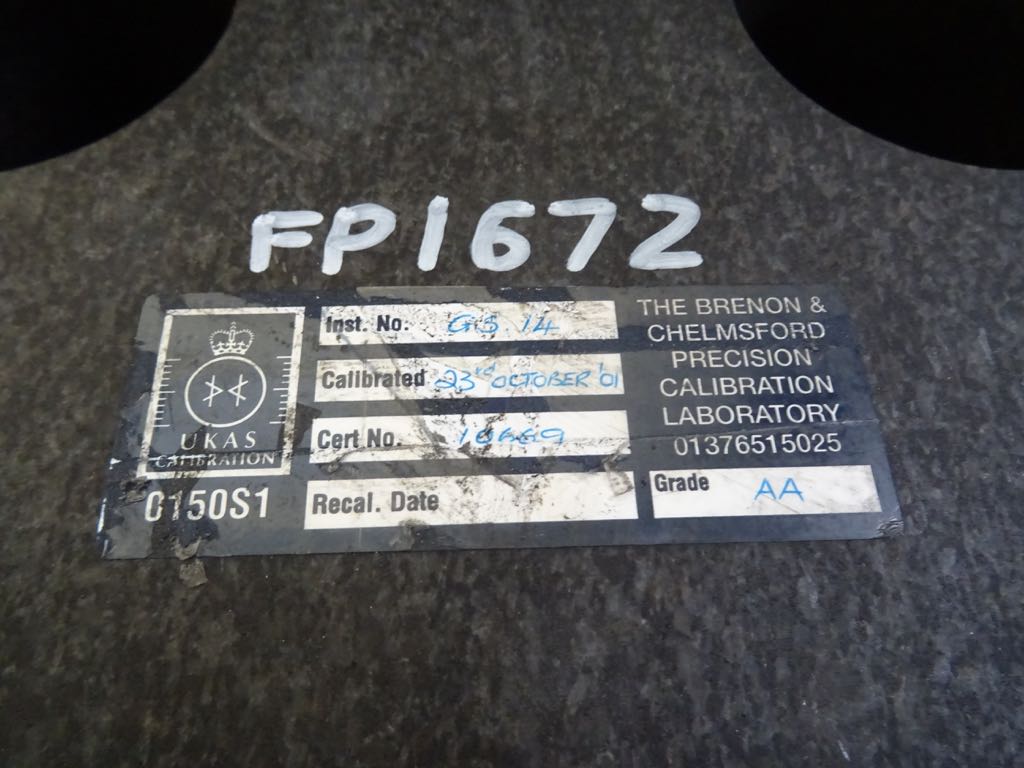 FP1672
Inst. No: GS.14
Calibrated 23rd OCTOBER '01
Cert No. 10669
Recal. Date
Grade AA
UKAS
CALIBRATION
0150S1
THE BRENON &
CHELMSFORD
PRECISION
CALIBRATION
LABORATORY
01376515025